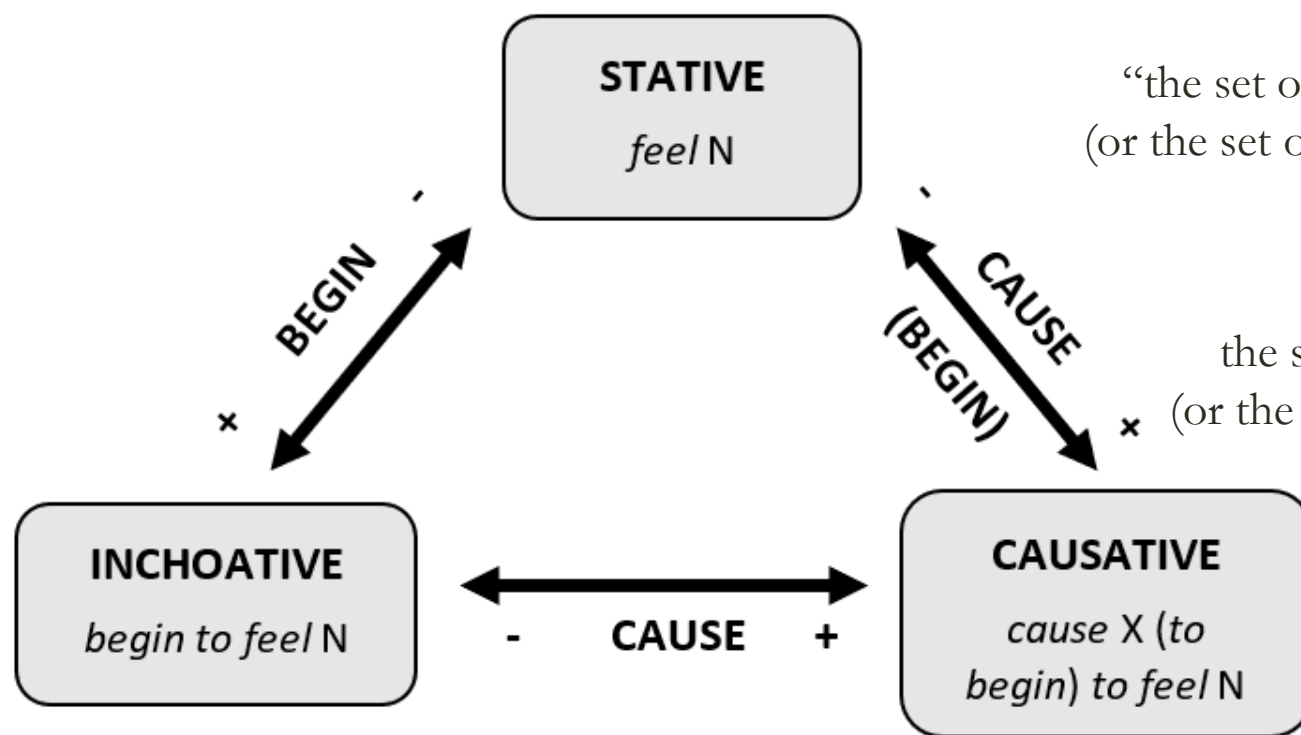 STATIVE
feel N
“the set o
(or the set o
-
-
BEGIN
CAUSE
(BEGIN)
+
+
the s
(or the
INCHOATIVE
begin to feel N
- CAUSE +
CAUSATIVE
cause X (to
begin) to feel N